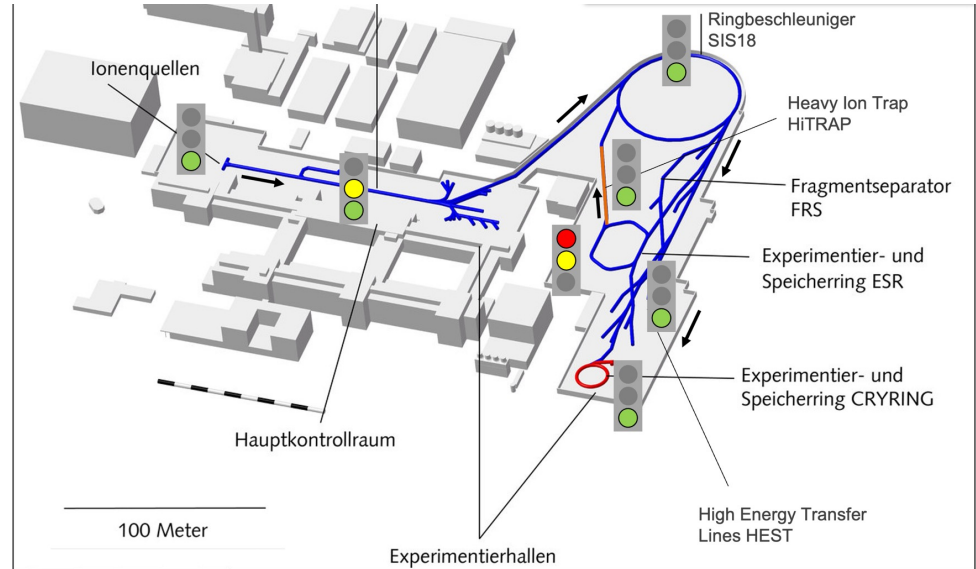 Ringbeschleuniger
SIS18
Ionenquellen
Heavy Ion Trap
HiTRAP
Fragmentseparator
FRS
Experimentier- und
Speicherring ESR
Experimentier- und
Speicherring CRYRING
Hauptkontrollraum
High Energy Transfer
Lines HEST
100 Meter
Experimentierhallen